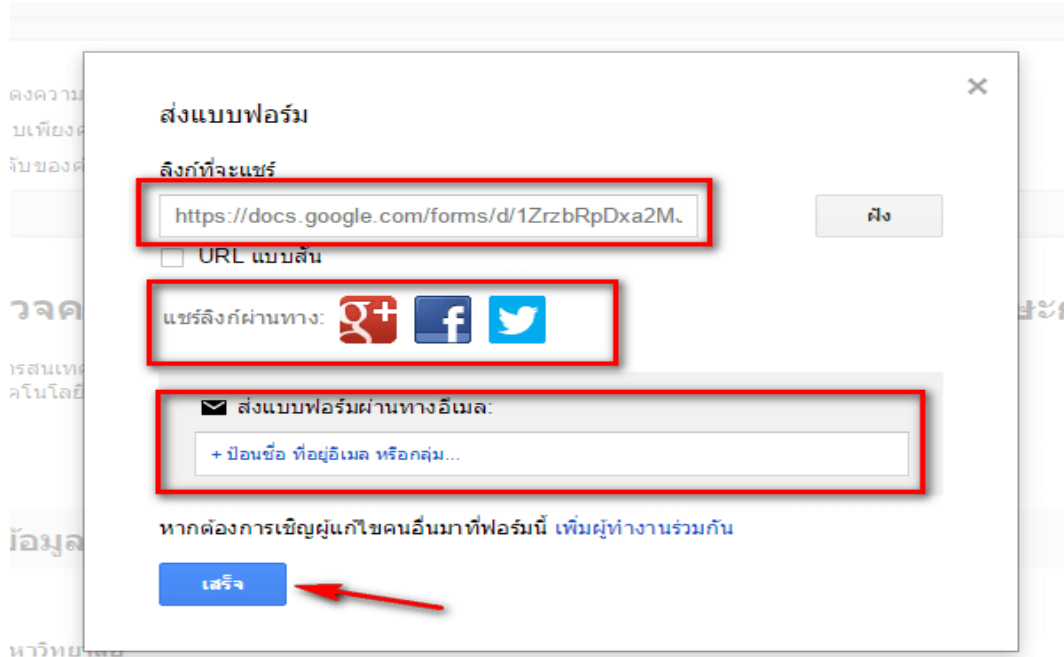 ส่งแบบฟอร์ม
ลิงก์ที่จะแชร์
https://docs.google.com/forms/d/1ZrzbRpDxa2M
ฝัง
URL แบบสั้น
แชร์ลิงก์ผ่านทาง:
ส่งแบบฟอร์มผ่านทางอีเมล:
+ ป้อนชื่อ ที่อยู่อีเมล หรือกลุ่ม...
หากต้องการเชิญผู้แก้ไขคนอื่นมาที่ฟอร์มนี้ เพิ่มผู้ทำงานร่วมกัน
เสร็จ